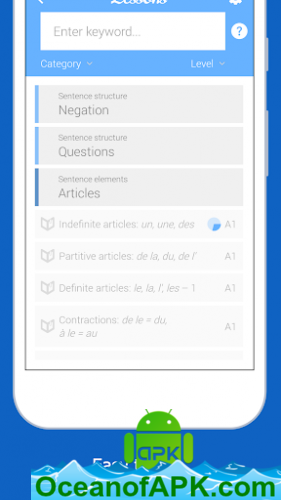 Lessons
Enter keyword...
?
Category
Level
Sentence structure
Negation
Sentence structure
Questions
Sentence elements
Articles
Indefinite articles: un, une, des
A1
Partitive articles: de la, du, de l'
A1
Definite articles: le, la, l', les – 1
A1
Contractions: de le = du,
à le = au
A1
APK
OceanofAPK.com